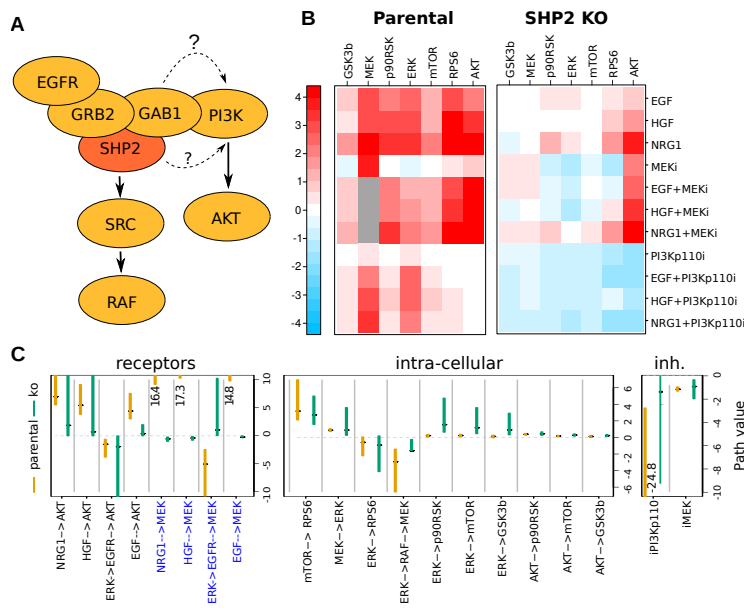 A
EGFR
GRB2
GAB1
PI3K
SHP2
SRC
AKT
RAF
?
?
B
Parental
SHP2 KO
GSK3b
MEK
p90RSK
ERK
mTOR
RPS6
AKT
GSK3b
MEK
p90RSK
ERK
mTOR
RPS6
AKT
4
3
2
1
0
-1
-2
-3
-4
EGF
HGF
NRG1
MEKi
EGF+MEKi
HGF+MEKi
NRG1+MEKi
PI3Kp110i
EGF+PI3Kp110i
HGF+PI3Kp110i
NRG1+PI3Kp110i
C
receptors
intra-cellular
inh.
parental
ko
16.4
17.3
14.8
10
5
0
-5
-10
6
4
2
0
-2
-4
-6
-24.8
0
-2
-4
-6
-8
-10
Path value
NRG1->AKT
HGF->AKT
ERK->EGFR->AKT
EGF->AKT
NRG1->MEK
HGF->MEK
ERK->EGFR->MEK
EGF->MEK
mTOR-> RPS6
MEK->ERK
ERK->RPS6
ERK->RAF->MEK
ERK->p90RSK
ERK->mTOR
ERK->GSK3b
AKT->p90RSK
AKT->mTOR
AKT->GSK3b
iPI3Kp110
iMEK